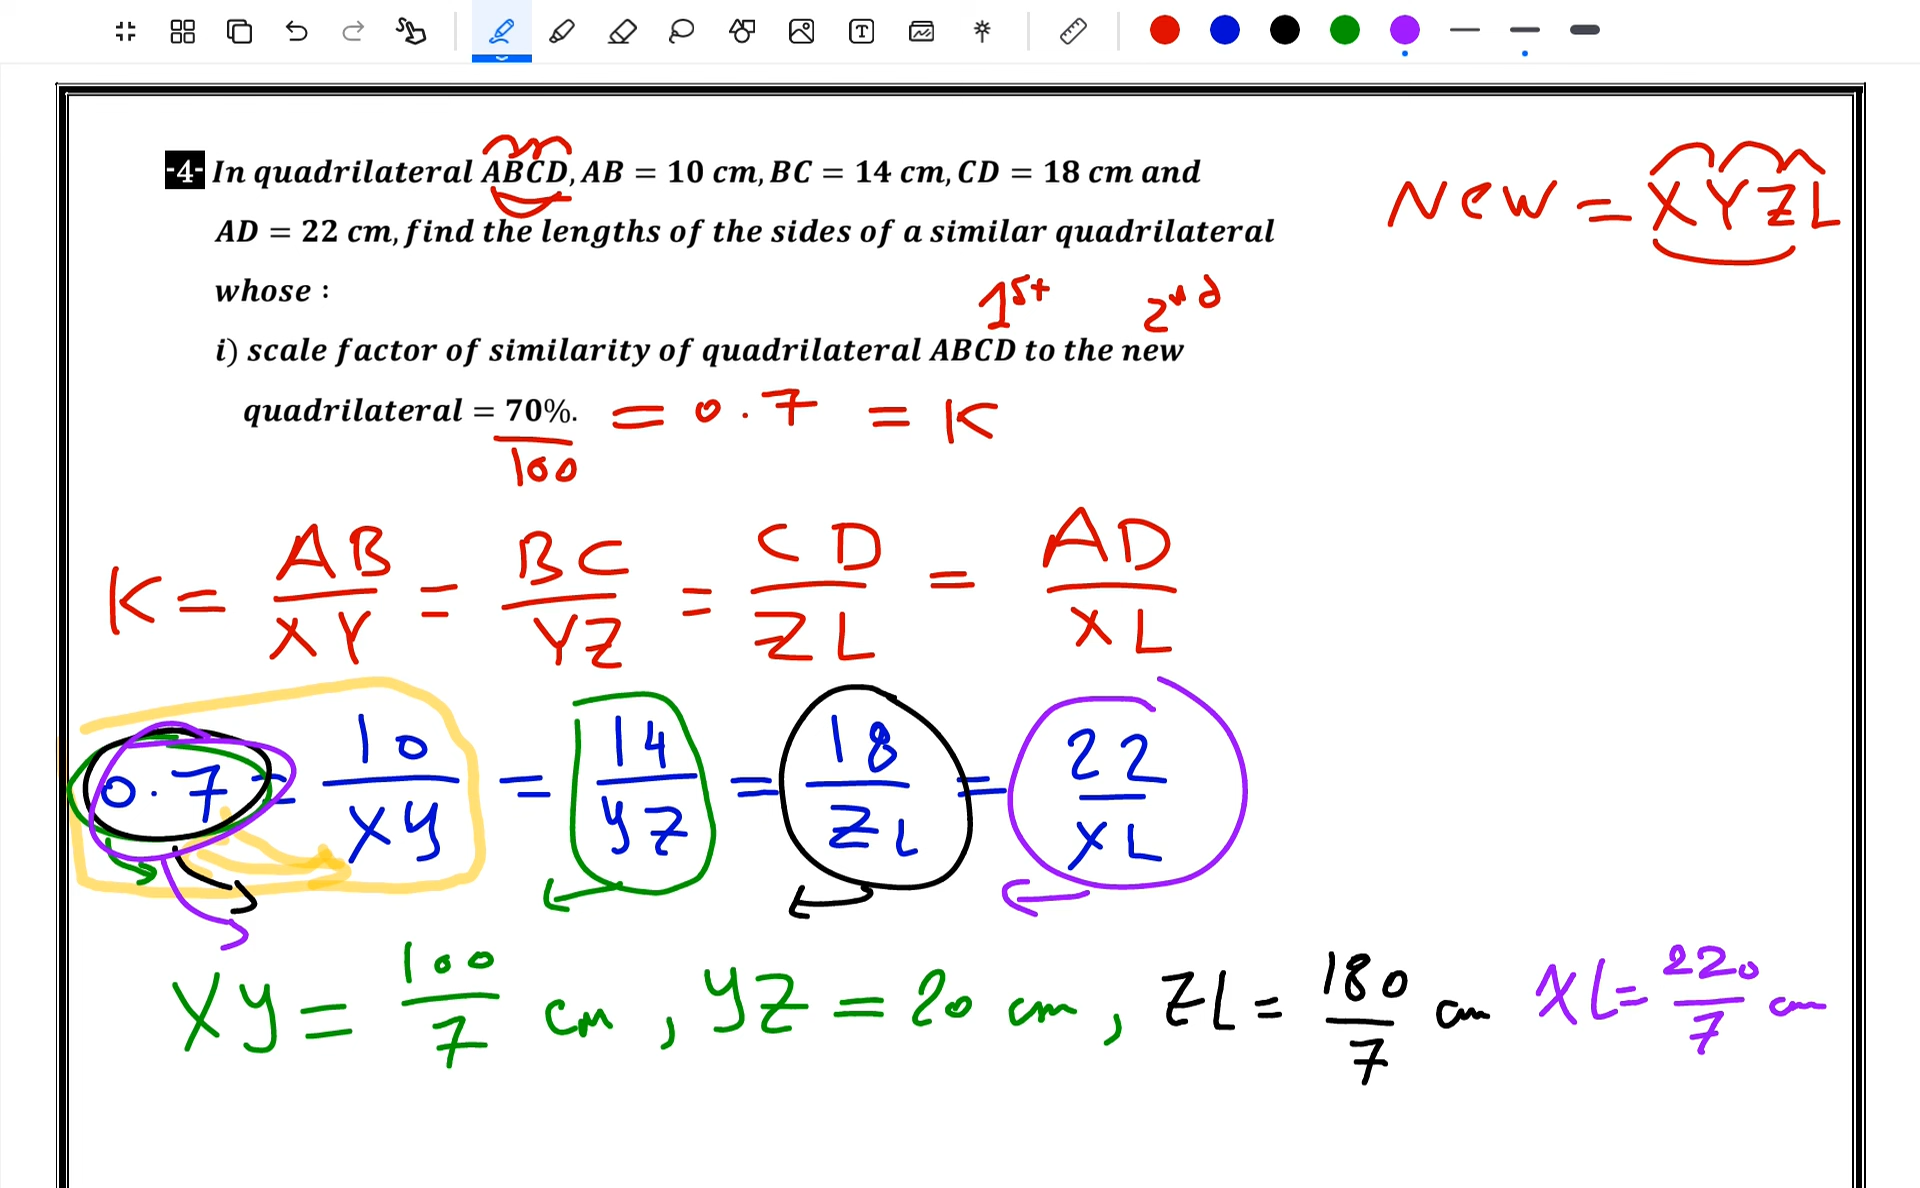 -4- In quadrilateral ABCD, AB = 10 cm, BC = 14 cm, CD = 18 cm and
NEW = XYZL
AD = 22 cm, find the lengths of the sides of a similar quadrilateral
whose :
1st 2nd
i) scale factor of similarity of quadrilateral ABCD to the new
quadrilateral = 70%. = 0.7 = K
100
K = AB/XY = BC/YZ = CD/ZL = AD/XL
0.7 = 10/XY = 14/YZ = 18/ZL = 22/XL
XY = 100/7 cm, YZ = 20 cm, ZL = 180/7 cm XL = 220/7 cm